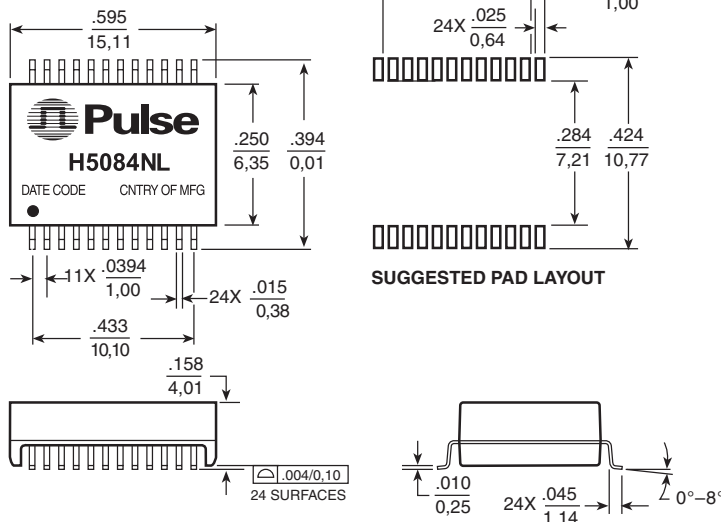 .595
15,11
24X .025
0,64
1,00
Pulse
H5084NL
DATE CODE CNTRY OF MFG
.250
6,35
.394
0,01
.284
7,21
.424
10,77
11X .0394
1,00
24X .015
0,38
.433
10,10
SUGGESTED PAD LAYOUT
.158
4,01
.004/0,10
24 SURFACES
.010
0,25
24X .045
1,14
0°–8°